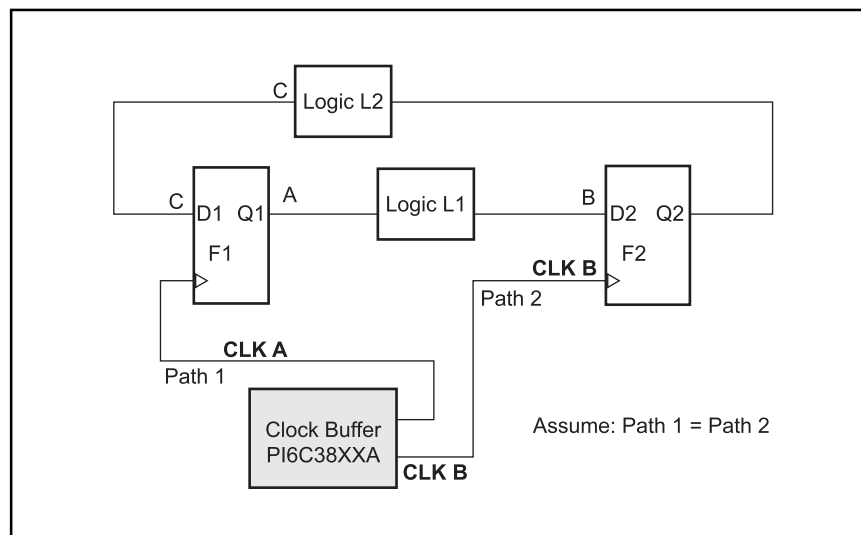 C
Logic L2
C
D1
Q1
A
Logic L1
B
D2
Q2
F1
F2
CLK B
Path 2
CLK A
Path 1
Clock Buffer
PI6C38XXA
CLK B
Assume: Path 1 = Path 2